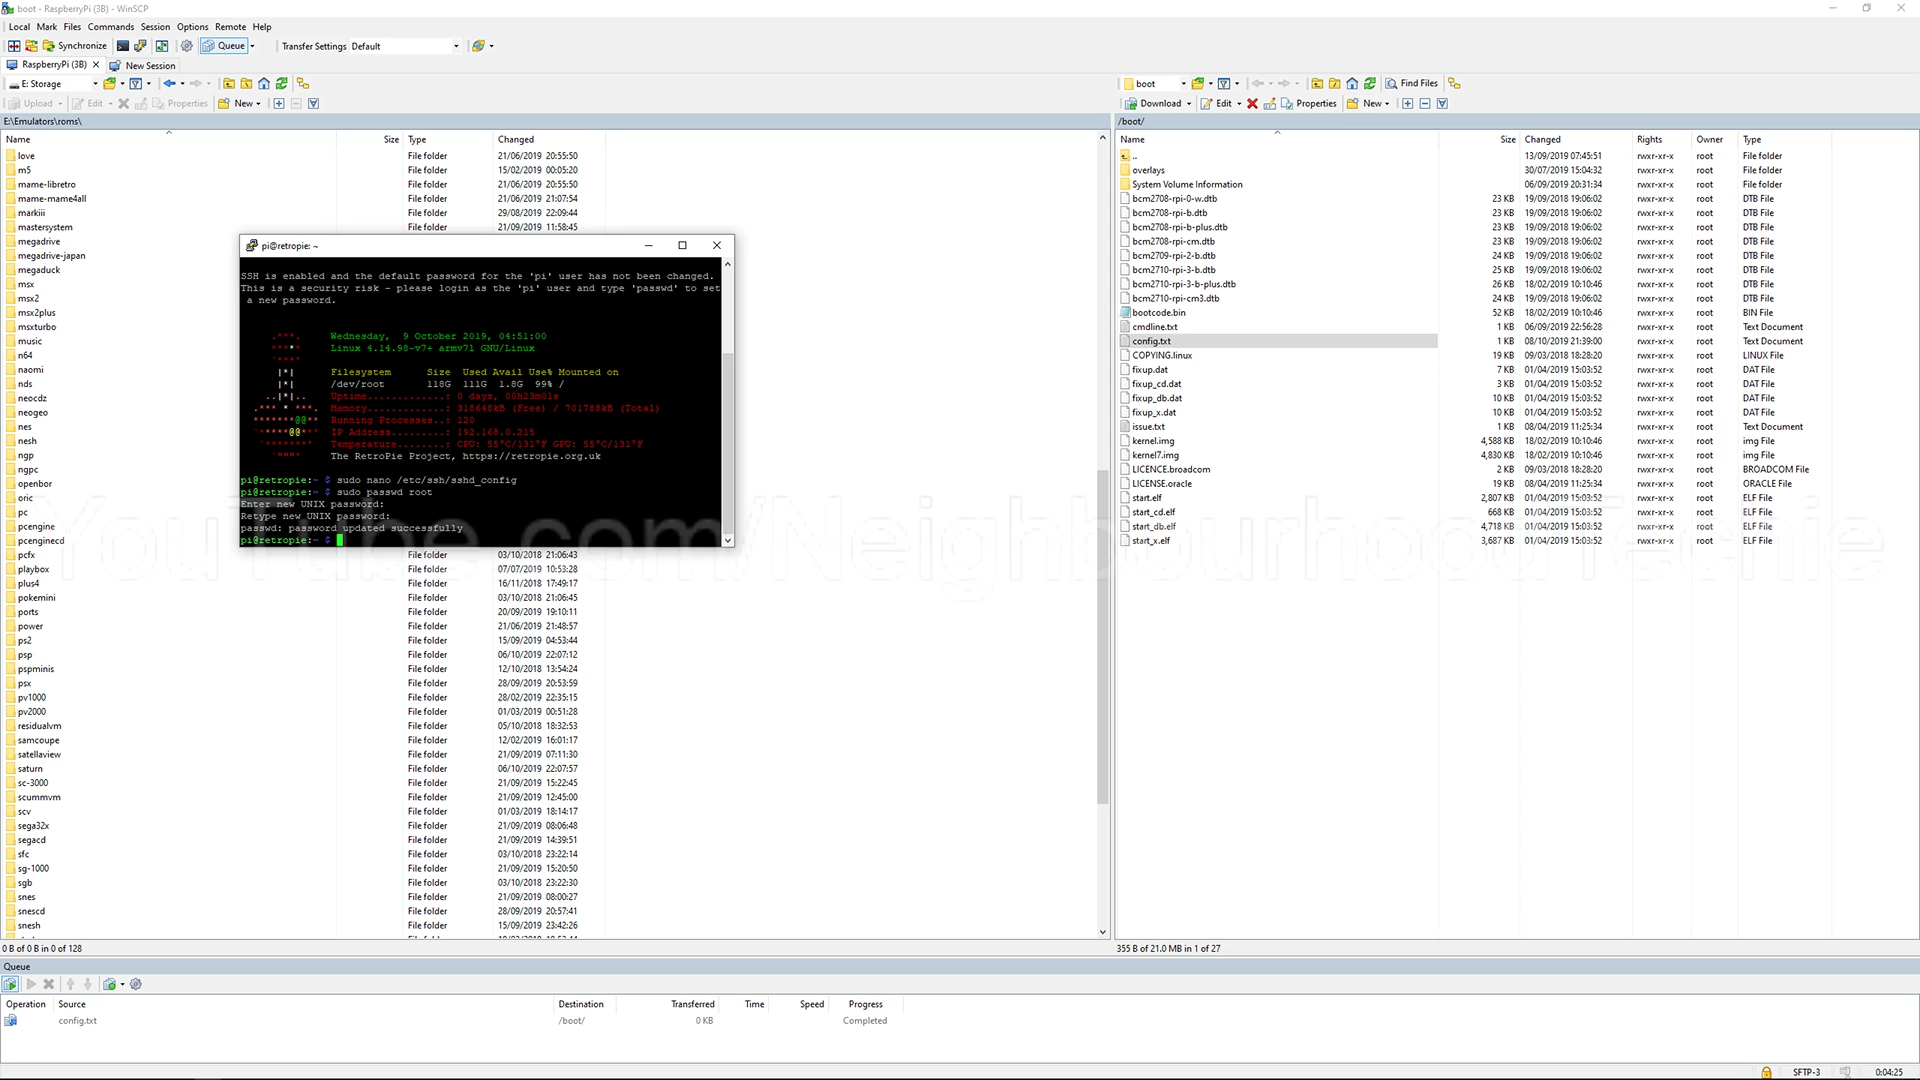 boot - RaspberryPi (3B) - WinSCP
Local Mark Files Commands Session Options Remote Help
Synchronize Queue Transfer Settings Default
RaspberryPi (3B) New Session
E: Storage
Upload Edit Properties New
E:\Emulators\roms\
Name Size Type Changed
love File folder 21/06/2019 20:55:50
m5 File folder 15/02/2019 00:05:20
mame-libretro File folder 21/06/2019 20:55:50
mame-mame4all File folder 21/06/2019 21:07:54
markiii File folder 29/08/2019 22:09:44
mastersystem File folder 21/09/2019 11:58:45
megadrive
megadrive-japan
megaduck
msx
msx2
msx2plus
msxturbo
music
n64
naomi
nds
neocdz
neogeo
nes
nesh
ngp
ngpc
openbor
oric
pc
pcengine
pcenginecd
pcfx File folder 03/10/2018 21:06:43
playbox File folder 07/07/2019 10:53:28
plus4 File folder 16/11/2018 17:49:17
pokemini File folder 03/10/2018 21:06:45
ports File folder 20/09/2019 19:10:11
power File folder 21/06/2019 21:48:57
ps2 File folder 15/09/2019 04:53:44
psp File folder 06/10/2019 22:07:12
pspminis File folder 12/10/2018 13:54:24
psx File folder 28/09/2019 20:53:59
pv1000 File folder 28/02/2019 22:35:15
pv2000 File folder 01/03/2019 00:51:28
residualvm File folder 05/10/2018 18:32:53
samcoupe File folder 12/02/2019 16:01:17
satellaview File folder 21/09/2019 07:11:30
saturn File folder 06/10/2019 22:07:57
sc-3000 File folder 21/09/2019 15:22:45
scummvm File folder 21/09/2019 12:45:00
scv File folder 01/03/2019 18:14:17
sega32x File folder 21/09/2019 08:06:48
segacd File folder 21/09/2019 14:39:51
sfc File folder 03/10/2018 23:22:14
sg-1000 File folder 21/09/2019 15:20:50
sgb File folder 03/10/2018 23:22:30
snes File folder 21/09/2019 08:00:27
snescd File folder 28/09/2019 20:57:41
snesh File folder 15/09/2019 23:42:26
0 B of 0 B in 0 of 128
pi@retropie: ~
SSH is enabled and the default password for the 'pi' user has not been changed.
This is a security risk - please login as the 'pi' user and type 'passwd' to set
a new password.
Wednesday, 9 October 2019, 04:51:00
Linux 4.14.98-v7+ armv7l GNU/Linux
Filesystem Size Used Avail Use% Mounted on
/dev/root 118G 111G 1.8G 99% /
Uptime.............: 0 days, 00h23m01s
Memory.............: 318648kB (Free) / 701788kB (Total)
Running Processes..: 120
IP Address.........: 192.168.0.215
Temperature........: CPU: 55°C/131°F GPU: 55°C/131°F
The RetroPie Project, https://retropie.org.uk
pi@retropie:~ $ sudo nano /etc/ssh/sshd_config
pi@retropie:~ $ sudo passwd root
Enter new UNIX password:
Retype new UNIX password:
passwd: password updated successfully
pi@retropie:~ $
YouTube.com/NeighbourhoodTechie
boot Find Files
Download Edit Properties New
/boot/
Name Size Changed Rights Owner Type
.. 13/09/2019 07:45:51 rwxr-xr-x root File folder
overlays 30/07/2019 15:04:32 rwxr-xr-x root File folder
System Volume Information 06/09/2019 20:31:34 rwxr-xr-x root File folder
bcm2708-rpi-0-w.dtb 23 KB 19/09/2018 19:06:02 rwxr-xr-x root DTB File
bcm2708-rpi-b.dtb 23 KB 19/09/2018 19:06:02 rwxr-xr-x root DTB File
bcm2708-rpi-b-plus.dtb 23 KB 19/09/2018 19:06:02 rwxr-xr-x root DTB File
bcm2708-rpi-cm.dtb 23 KB 19/09/2018 19:06:02 rwxr-xr-x root DTB File
bcm2709-rpi-2-b.dtb 24 KB 19/09/2018 19:06:02 rwxr-xr-x root DTB File
bcm2710-rpi-3-b.dtb 25 KB 19/09/2018 19:06:02 rwxr-xr-x root DTB File
bcm2710-rpi-3-b-plus.dtb 26 KB 18/02/2019 10:10:46 rwxr-xr-x root DTB File
bcm2710-rpi-cm3.dtb 24 KB 19/09/2018 19:06:02 rwxr-xr-x root DTB File
bootcode.bin 52 KB 18/02/2019 10:10:46 rwxr-xr-x root BIN File
cmdline.txt 1 KB 06/09/2019 22:56:28 rwxr-xr-x root Text Document
config.txt 1 KB 08/10/2019 21:39:00 rwxr-xr-x root Text Document
COPYING.linux 19 KB 09/03/2018 18:28:20 rwxr-xr-x root LINUX File
fixup.dat 7 KB 01/04/2019 15:03:52 rwxr-xr-x root DAT File
fixup_cd.dat 3 KB 01/04/2019 15:03:52 rwxr-xr-x root DAT File
fixup_db.dat 10 KB 01/04/2019 15:03:52 rwxr-xr-x root DAT File
fixup_x.dat 10 KB 01/04/2019 15:03:52 rwxr-xr-x root DAT File
issue.txt 1 KB 08/04/2019 11:25:34 rwxr-xr-x root Text Document
kernel.img 4,588 KB 18/02/2019 10:10:46 rwxr-xr-x root img File
kernel7.img 4,830 KB 18/02/2019 10:10:46 rwxr-xr-x root img File
LICENCE.broadcom 2 KB 09/03/2018 18:28:20 rwxr-xr-x root BROADCOM File
LICENSE.oracle 19 KB 08/04/2019 11:25:34 rwxr-xr-x root ORACLE File
start.elf 2,807 KB 01/04/2019 15:03:52 rwxr-xr-x root ELF File
start_cd.elf 668 KB 01/04/2019 15:03:52 rwxr-xr-x root ELF File
start_db.elf 4,718 KB 01/04/2019 15:03:52 rwxr-xr-x root ELF File
start_x.elf 3,687 KB 01/04/2019 15:03:52 rwxr-xr-x root ELF File
355 B of 21.0 MB in 1 of 27
Queue
Operation Source Destination Transferred Time Speed Progress
config.txt /boot/ 0 KB Completed
SFTP-3 0:04:25